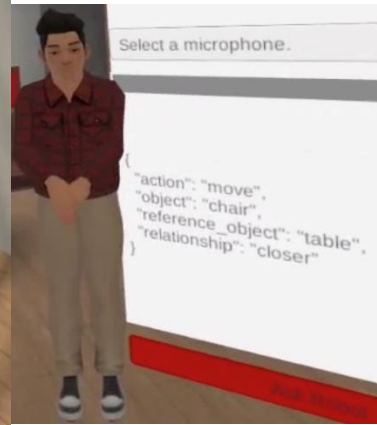 Select a microphone.
{
"action": "move",
"object": "chair",
"reference_object": "table",
"relationship": "closer"
}